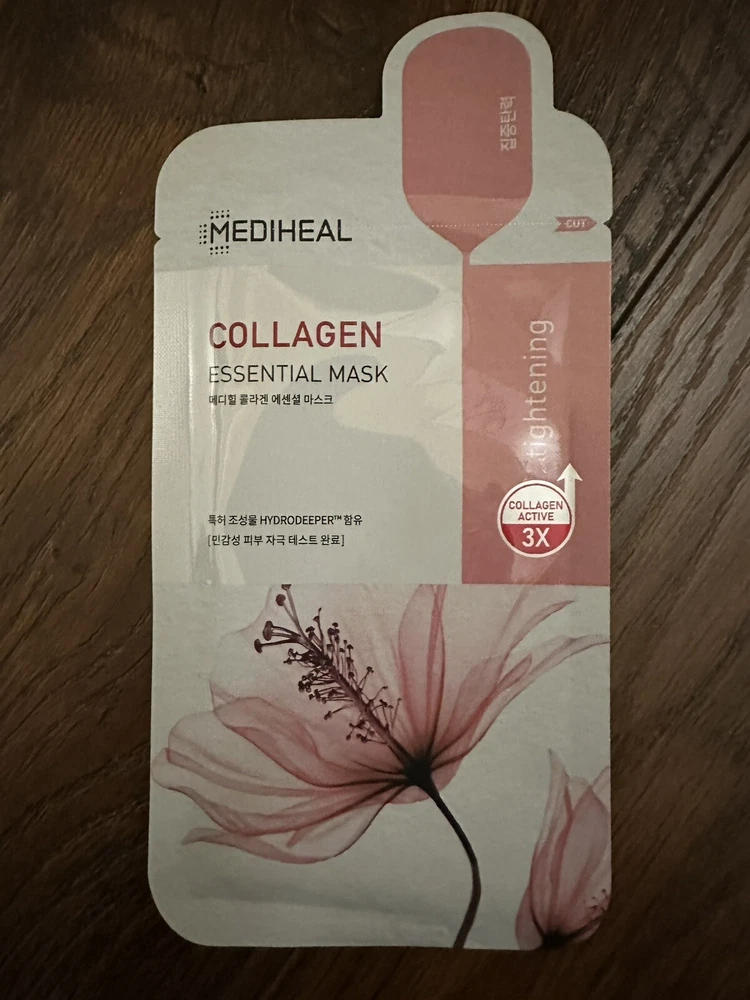 집중탄력
CUT
MEDIHEAL
COLLAGEN
ESSENTIAL MASK
메디힐 콜라겐 에센셜 마스크
tightening
COLLAGEN
ACTIVE
3X
특허 조성물 HYDRODEEPER™ 함유
[민감성 피부 자극 테스트 완료]